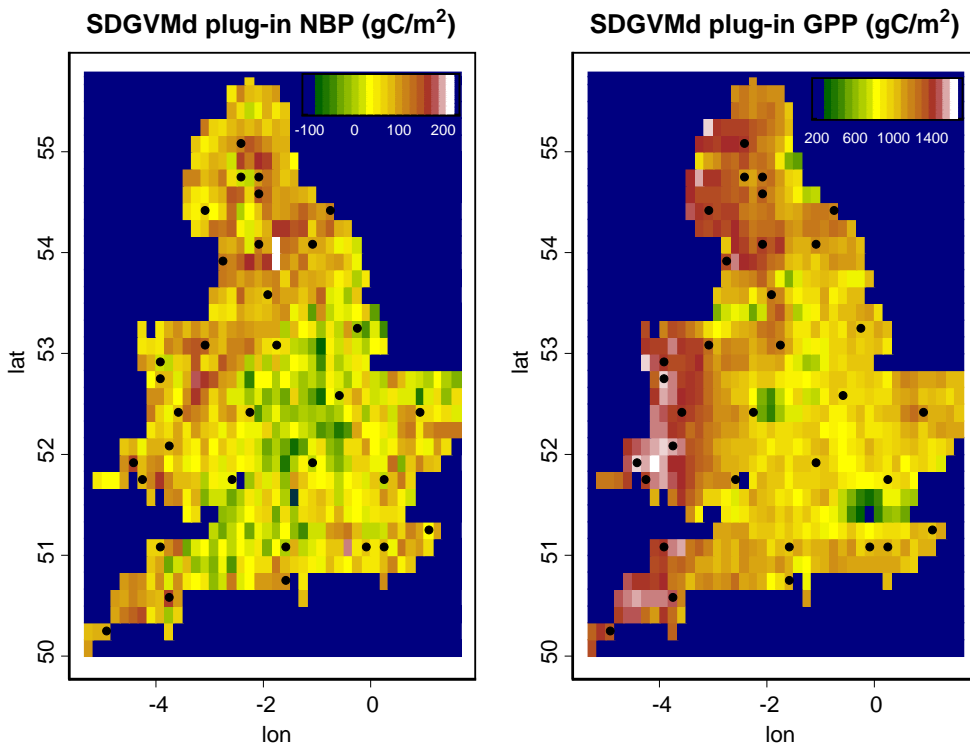 SDGVMd plug-in NBP (gC/m²)
-100 0 100 200
55
54
53
52
51
50
lat
-4 -2 0
lon
SDGVMd plug-in GPP (gC/m²)
200 600 1000 1400
55
54
53
52
51
50
lat
-4 -2 0
lon